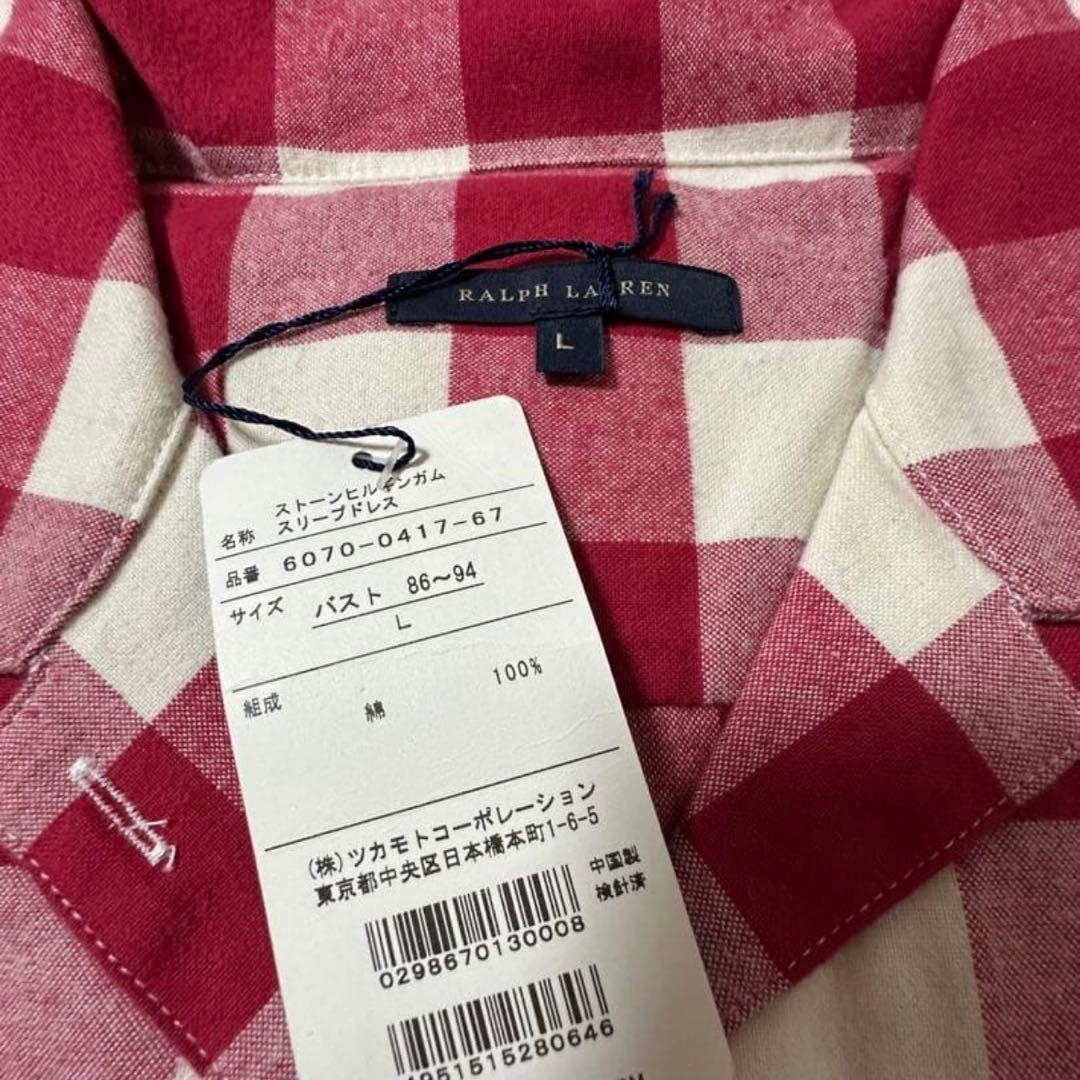 RALPH LAUREN
L
ストーンヒルギンガム
名称 スリープドレス
品番 6070-0417-67
サイズ バスト 86〜94
L
組成 綿 100%
(株)ツカモトコーポレーション
東京都中央区日本橋本町1-6-5
中国製
検針済
0298670130008
4951515280646